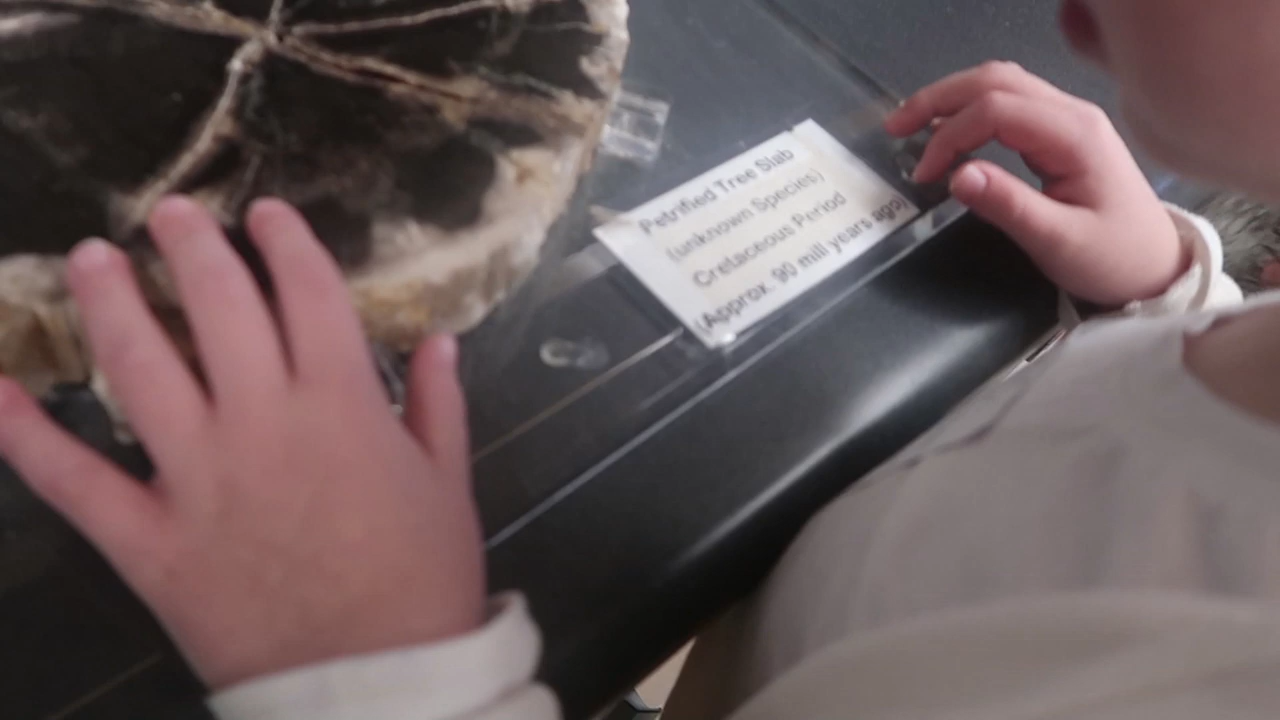 Petrified Tree Slab
(unknown Species)
Cretaceous Period
(Approx. 90 mill years ago)